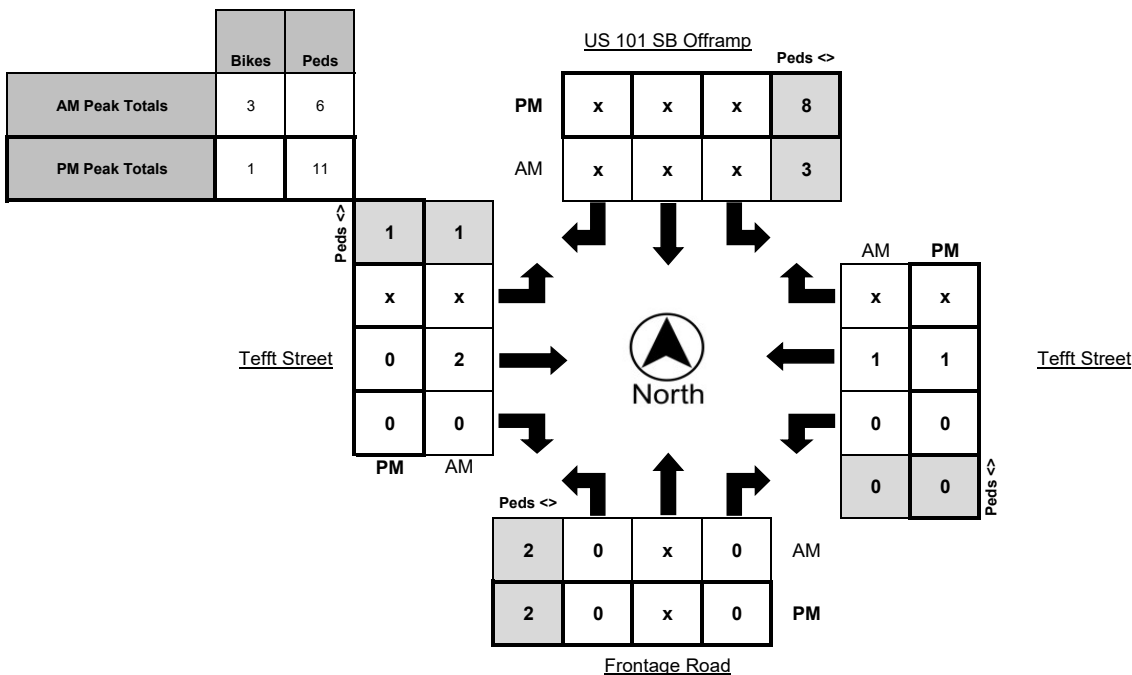 Bikes Peds
AM Peak Totals 3 6
PM Peak Totals 1 11
US 101 SB Offramp
Peds <>
PM x x x 8
AM x x x 3
Peds <>
1 1
x x
0 2
0 0
PM AM
Tefft Street
North
AM PM
x x
1 1
0 0
0 0
Peds <>
Tefft Street
Peds <>
2 0 x 0 AM
2 0 x 0 PM
Frontage Road